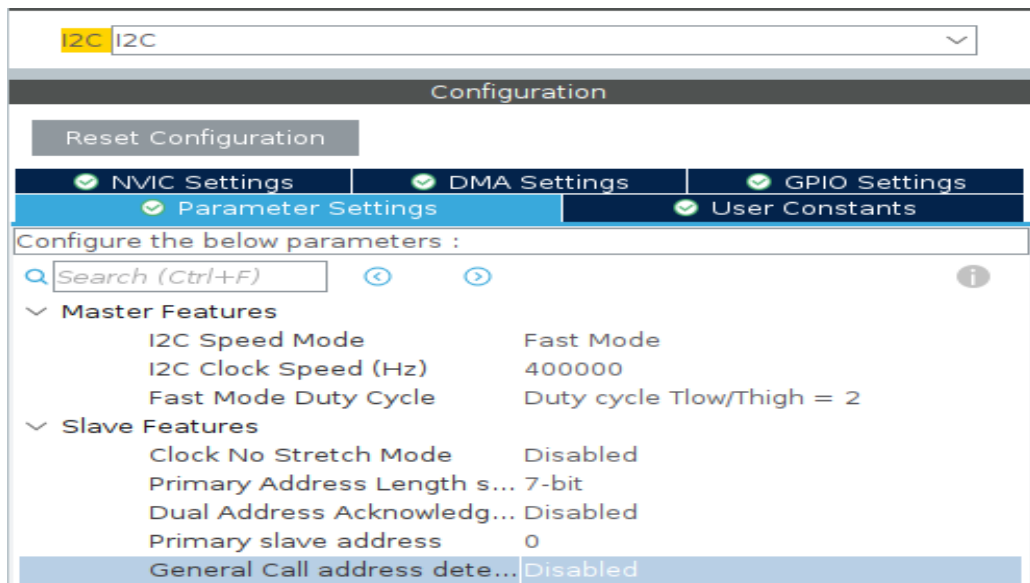 I2C I2C
Configuration
Reset Configuration
NVIC Settings DMA Settings GPIO Settings
Parameter Settings User Constants
Configure the below parameters :
Search (Ctrl+F)
Master Features
I2C Speed Mode Fast Mode
I2C Clock Speed (Hz) 400000
Fast Mode Duty Cycle Duty cycle Tlow/Thigh = 2
Slave Features
Clock No Stretch Mode Disabled
Primary Address Length s... 7-bit
Dual Address Acknowledg... Disabled
Primary slave address 0
General Call address dete... Disabled